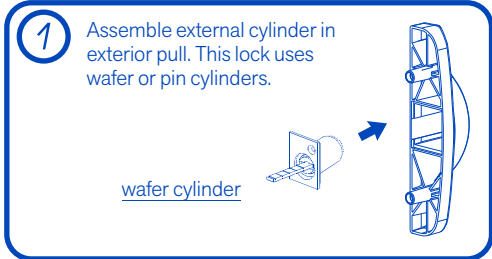 1
Assemble external cylinder in
exterior pull. This lock uses
wafer or pin cylinders.
wafer cylinder